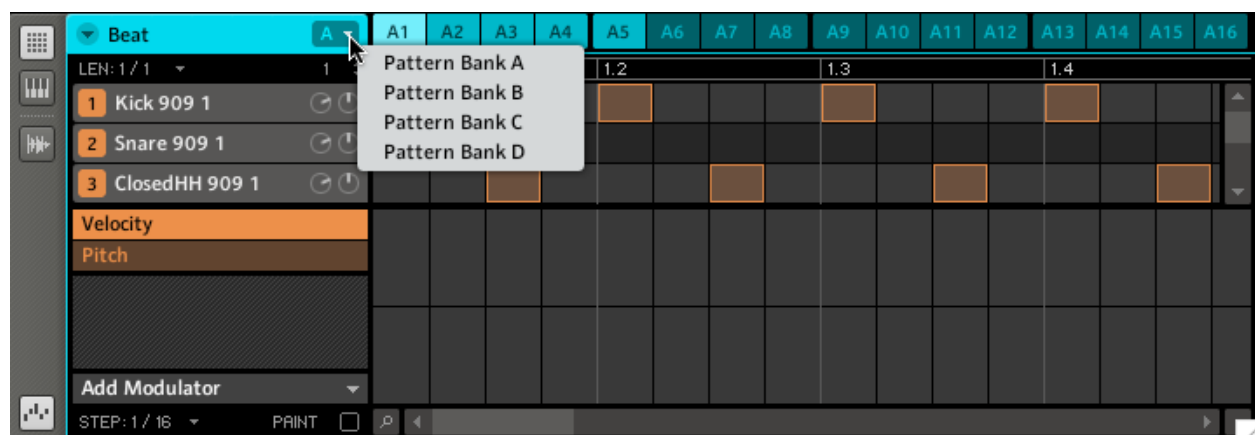 Beat A A1 A2 A3 A4 A5 A6 A7 A8 A9 A10 A11 A12 A13 A14 A15 A16
LEN: 1 / 1 1 1.2 1.3 1.4
Pattern Bank A
Pattern Bank B
Pattern Bank C
Pattern Bank D
1 Kick 909 1
2 Snare 909 1
3 ClosedHH 909 1
Velocity
Pitch
Add Modulator
STEP: 1 / 16 PAINT